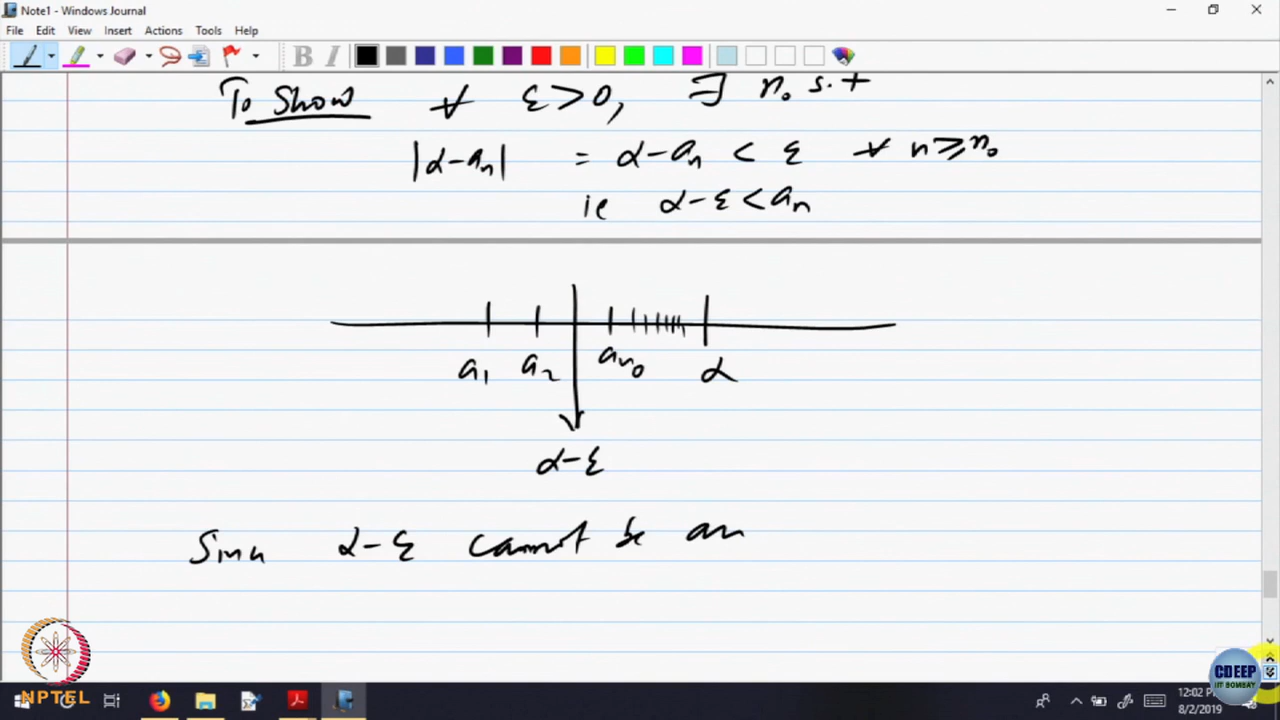 Note1 - Windows Journal
File Edit View Insert Actions Tools Help
B I
To Show ∀ ε>0, ∃ n₀ s.t
|α-aₙ| = α-aₙ < ε ∀ n≥n₀
ie α-ε<aₙ
a₁ a₂ aₙ₀ α
α-ε
Since α-ε cannot be an
NPTEL
CDEEP
IIT BOMBAY
12:02 P
8/2/2019